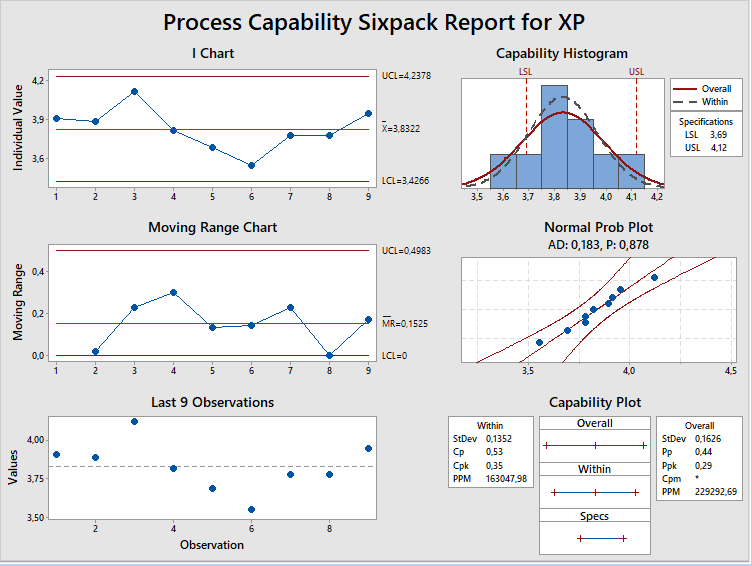 Process Capability Sixpack Report for XP
I Chart
Individual Value
4,2
3,9
3,6
UCL=4,2378
X=3,8322
LCL=3,4266
1 2 3 4 5 6 7 8 9
Capability Histogram
LSL USL
3,5 3,6 3,7 3,8 3,9 4,0 4,1 4,2
Overall
Within
Specifications
LSL 3,69
USL 4,12
Moving Range Chart
Moving Range
0,4
0,2
0,0
UCL=0,4983
MR=0,1525
LCL=0
1 2 3 4 5 6 7 8 9
Normal Prob Plot
AD: 0,183, P: 0,878
3,5 4,0 4,5
Last 9 Observations
Values
4,00
3,75
3,50
2 4 6 8
Observation
Capability Plot
Within
StDev 0,1352
Cp 0,53
Cpk 0,35
PPM 163047,98
Overall
Within
Specs
Overall
StDev 0,1626
Pp 0,44
Ppk 0,29
Cpm *
PPM 229292,69